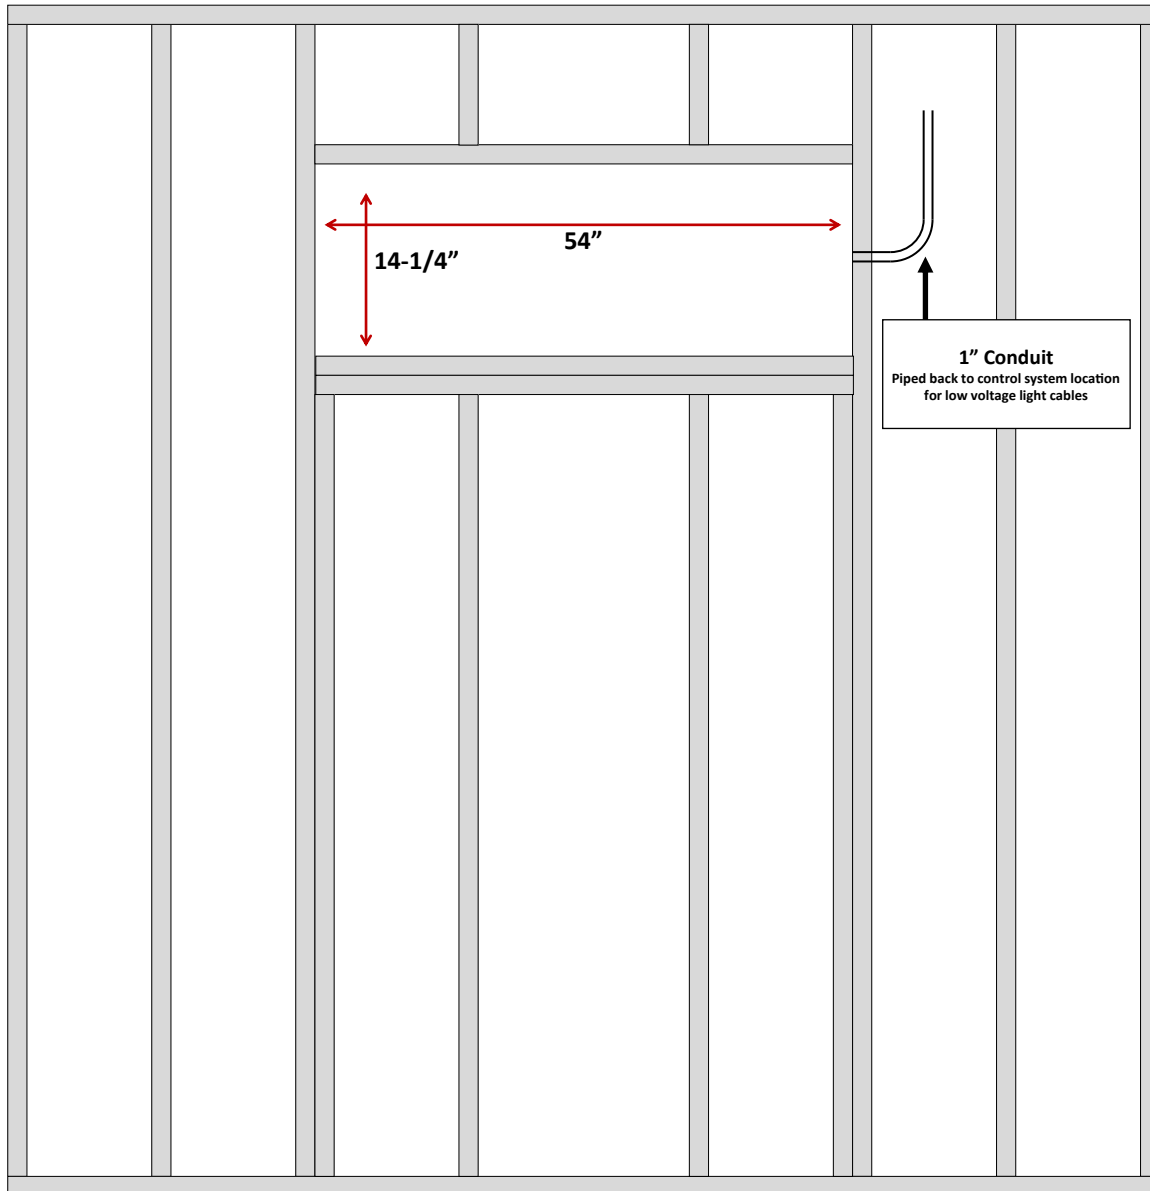 54”
14-1/4”
1” Conduit
Piped back to control system location
for low voltage light cables